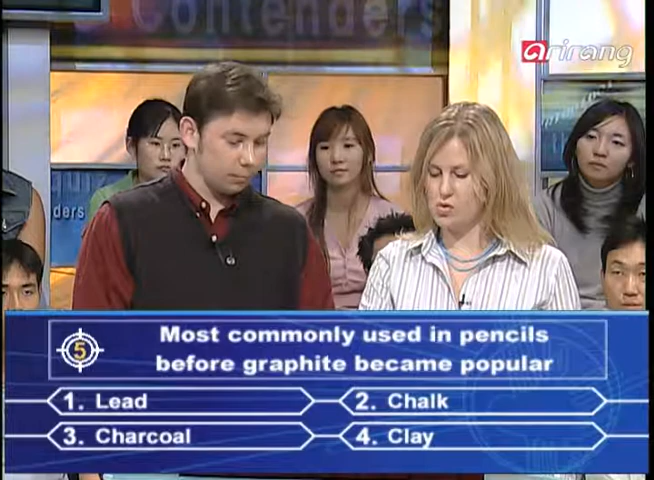 Contenders
arirang
ders
5
Most commonly used in pencils
before graphite became popular
1. Lead
2. Chalk
3. Charcoal
4. Clay